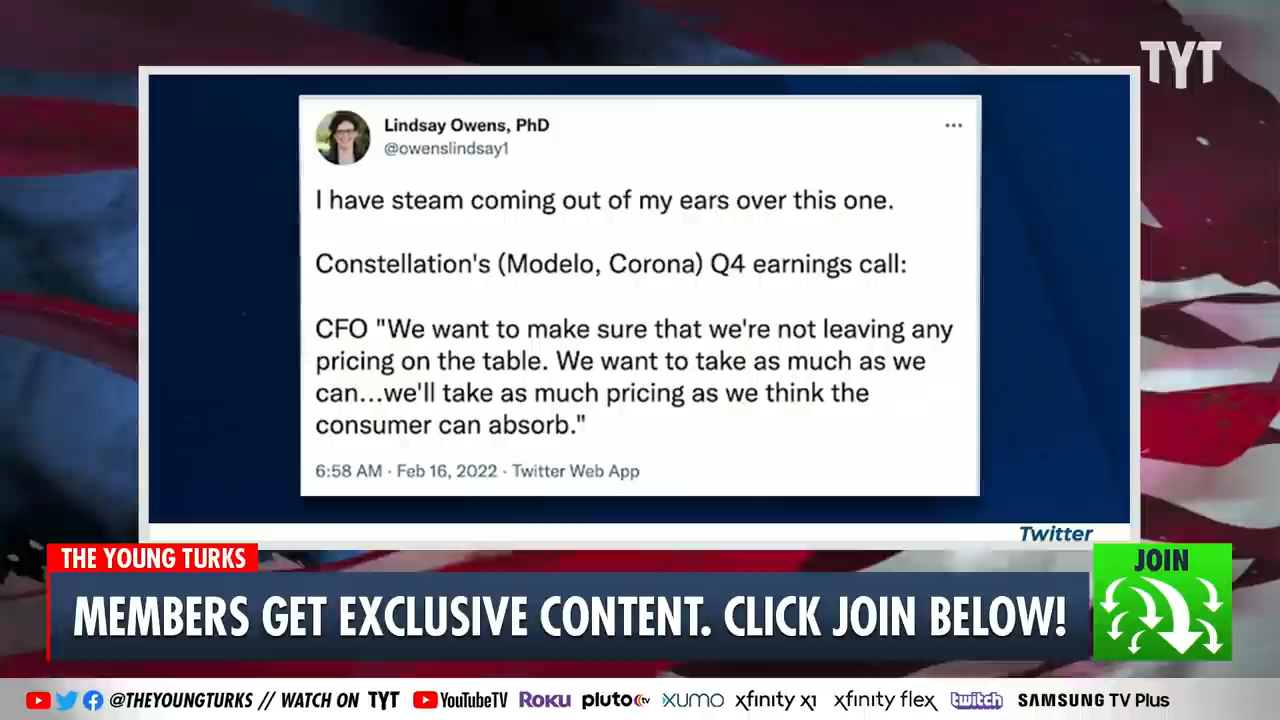 TYT
Lindsay Owens, PhD
@owenslindsay1
I have steam coming out of my ears over this one.
Constellation's (Modelo, Corona) Q4 earnings call:
CFO "We want to make sure that we're not leaving any
pricing on the table. We want to take as much as we
can...we'll take as much pricing as we think the
consumer can absorb."
6:58 AM · Feb 16, 2022 · Twitter Web App
Twitter
THE YOUNG TURKS
JOIN
MEMBERS GET EXCLUSIVE CONTENT. CLICK JOIN BELOW!
@THEYOUNGTURKS // WATCH ON TYT YouTubeTV ROKU pluto tv XUMO xfinity x1 xfinity flex twitch SAMSUNG TV Plus